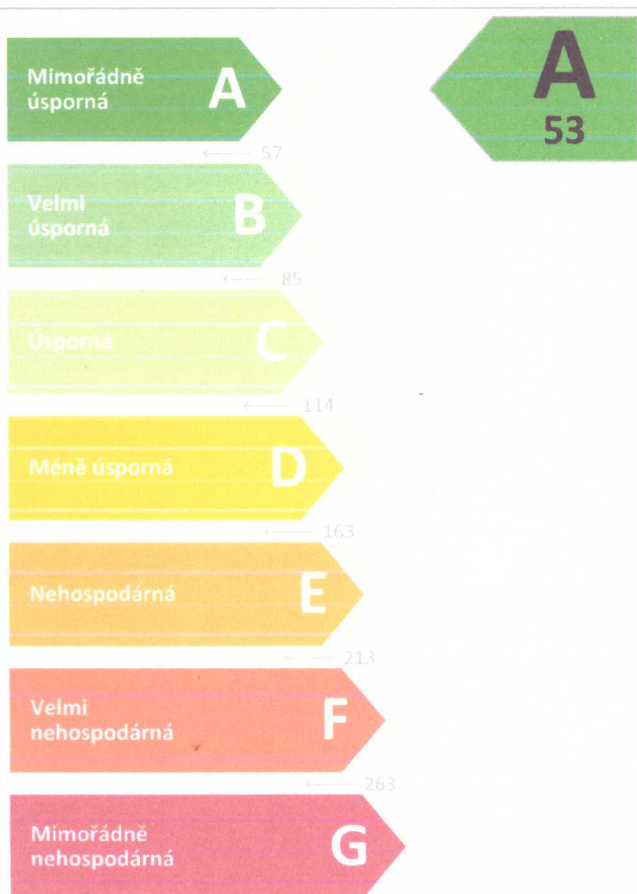 Mimořádně
úsporná
A
A
53
← 57
Velmi
úsporná
B
← 85
Úsporná
C
← 114
Méně úsporná
D
← 163
Nehospodárná
E
← 213
Velmi
nehospodárná
F
← 263
Mimořádně
nehospodárná
G